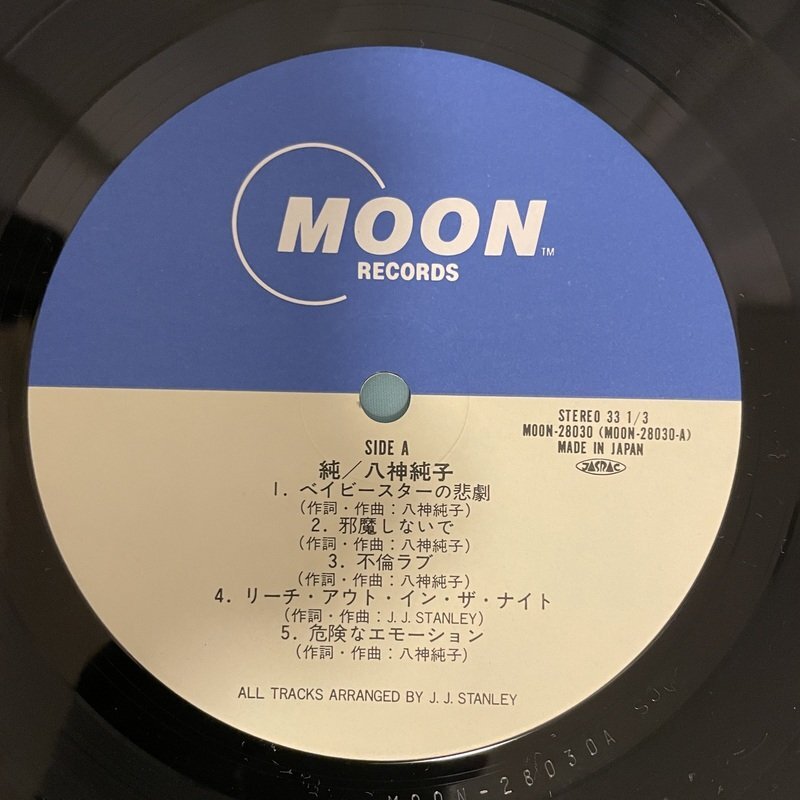 MOON
TM
RECORDS
STEREO 33 1/3
MOON-28030 (MOON-28030-A)
MADE IN JAPAN
JASRAC
SIDE A
純／八神純子
1. ベイビースターの悲劇
(作詞・作曲：八神純子)
2. 邪魔しないで
(作詞・作曲：八神純子)
3. 不倫ラブ
(作詞・作曲：八神純子)
4. リーチ・アウト・イン・ザ・ナイト
(作詞・作曲：J. J. STANLEY)
5. 危険なエモーション
(作詞・作曲：八神純子)
ALL TRACKS ARRANGED BY J. J. STANLEY
MOON-28030A